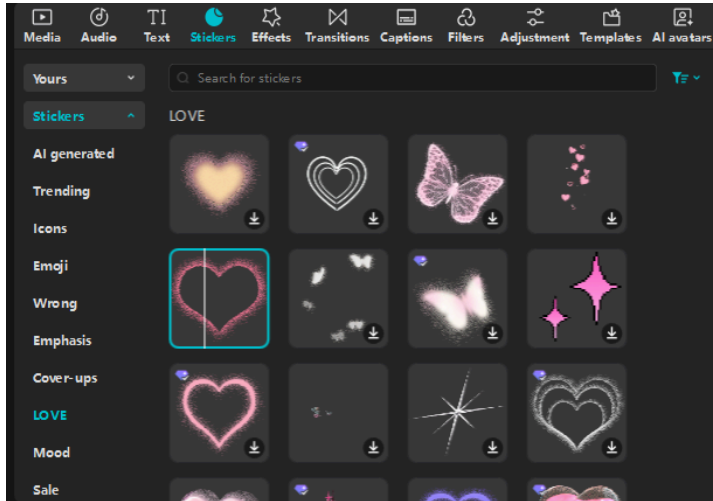 Media Audio TI Text Stickers Effects Transitions Captions Filters Adjustment Templates AI avatars
Yours
Search for stickers
Stickers
LOVE
AI generated
Trending
Icons
Emoji
Wrong
Emphasis
Cover-ups
LOVE
Mood
Sale